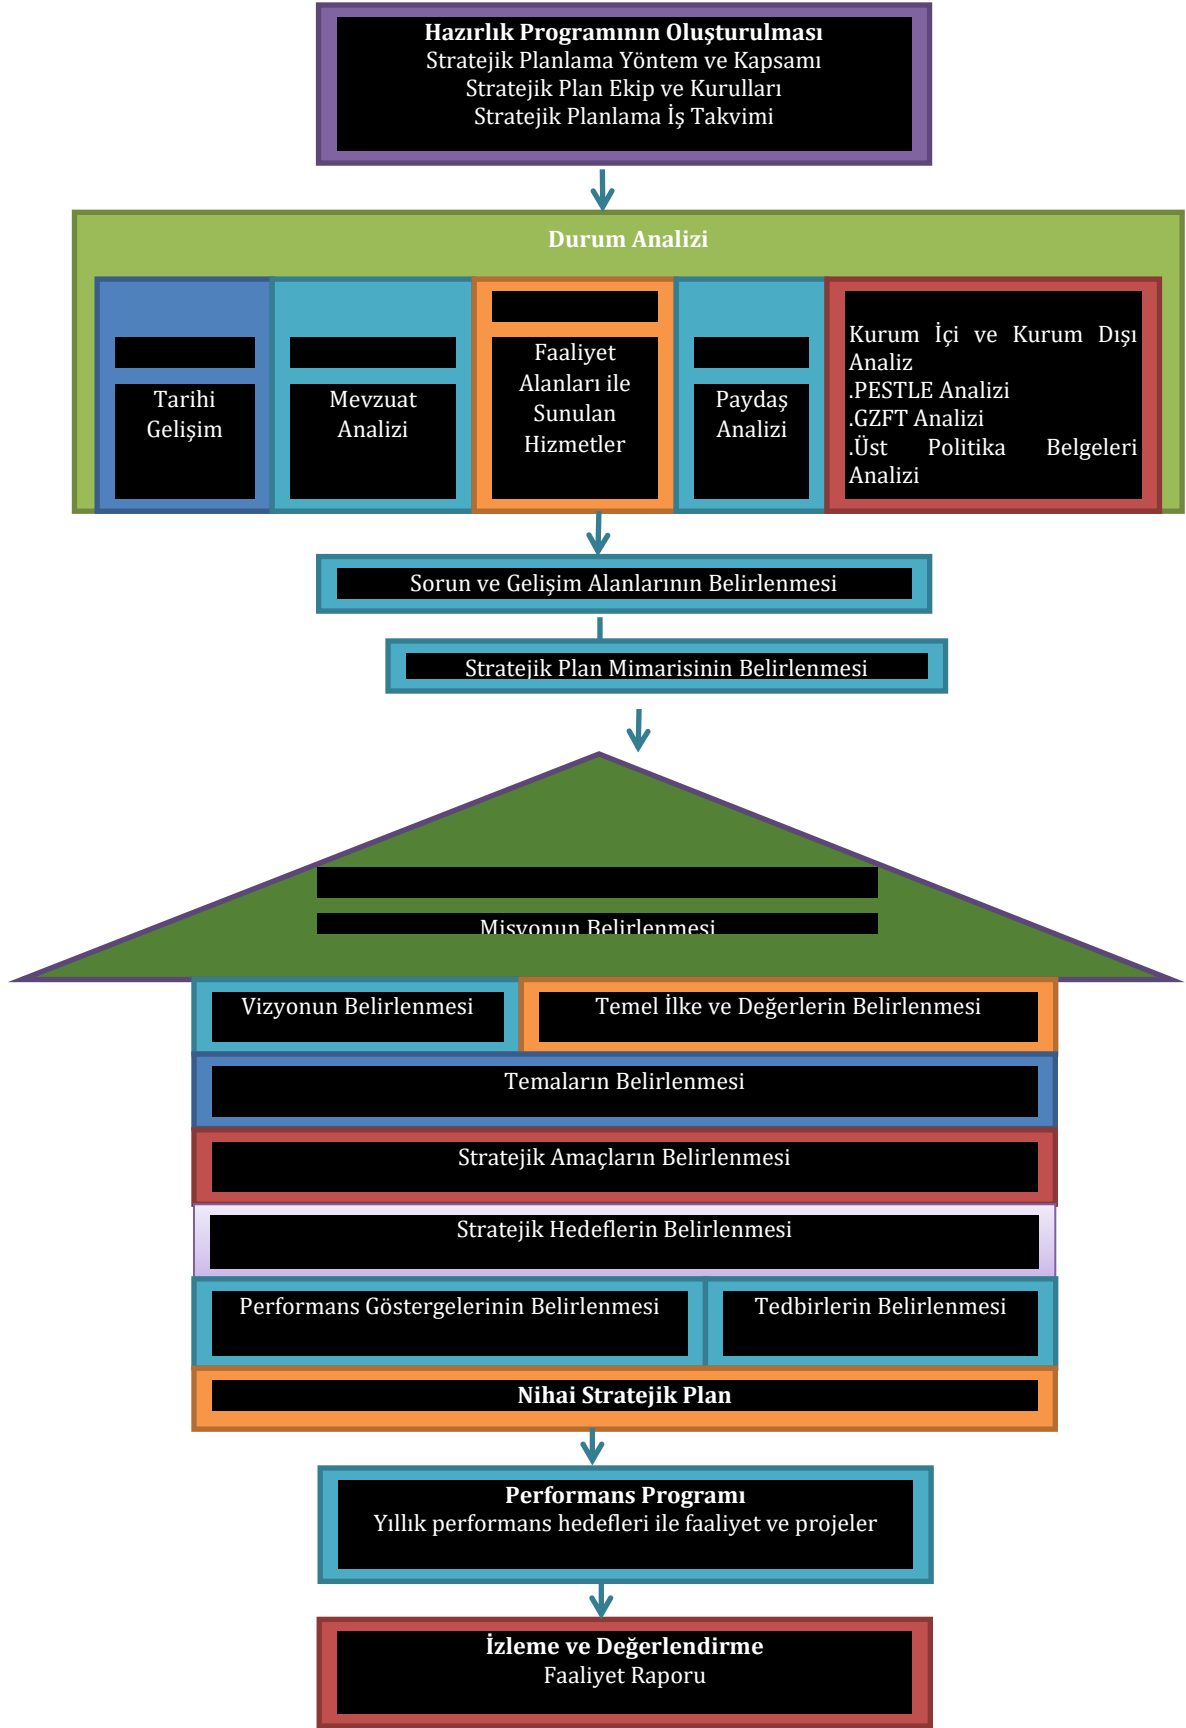 Hazırlık Programının Oluşturulması
Stratejik Planlama Yöntem ve Kapsamı
Stratejik Plan Ekip ve Kurulları
Stratejik Planlama İş Takvimi
Durum Analizi
Tarihi
Gelişim
Mevzuat
Analizi
Faaliyet
Alanları ile
Sunulan
Hizmetler
Paydaş
Analizi
Kurum İçi ve Kurum Dışı
Analiz
.PESTLE Analizi
.GZFT Analizi
.Üst Politika Belgeleri
Analizi
Sorun ve Gelişim Alanlarının Belirlenmesi
Stratejik Plan Mimarisinin Belirlenmesi
Misyonun Belirlenmesi
Vizyonun Belirlenmesi
Temel İlke ve Değerlerin Belirlenmesi
Temaların Belirlenmesi
Stratejik Amaçların Belirlenmesi
Stratejik Hedeflerin Belirlenmesi
Performans Göstergelerinin Belirlenmesi
Tedbirlerin Belirlenmesi
Nihai Stratejik Plan
Performans Programı
Yıllık performans hedefleri ile faaliyet ve projeler
İzleme ve Değerlendirme
Faaliyet Raporu